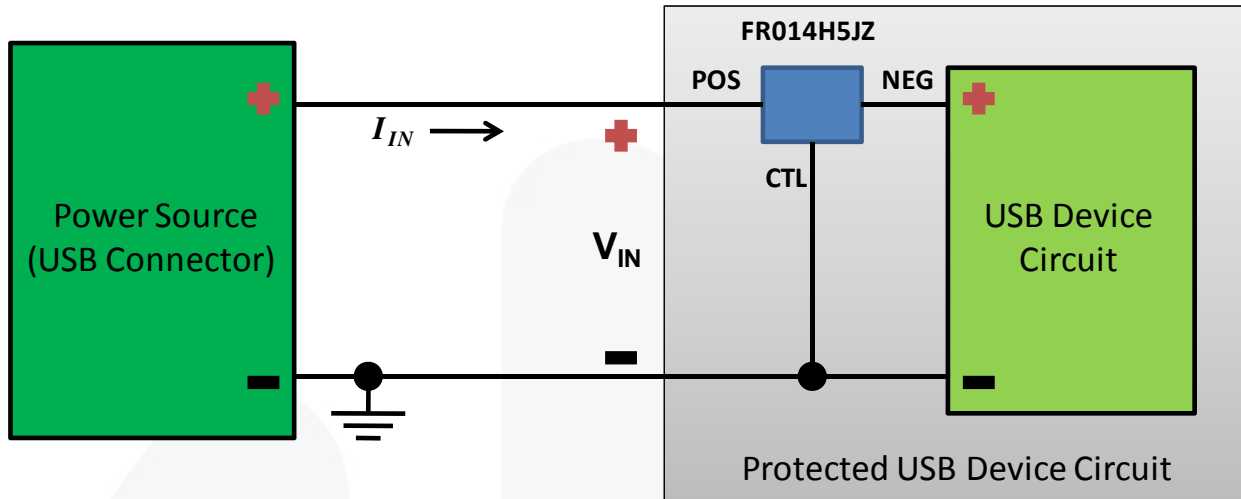 FR014H5JZ
POS
NEG
I_IN
CTL
Power Source
(USB Connector)
V_IN
USB Device
Circuit
Protected USB Device Circuit